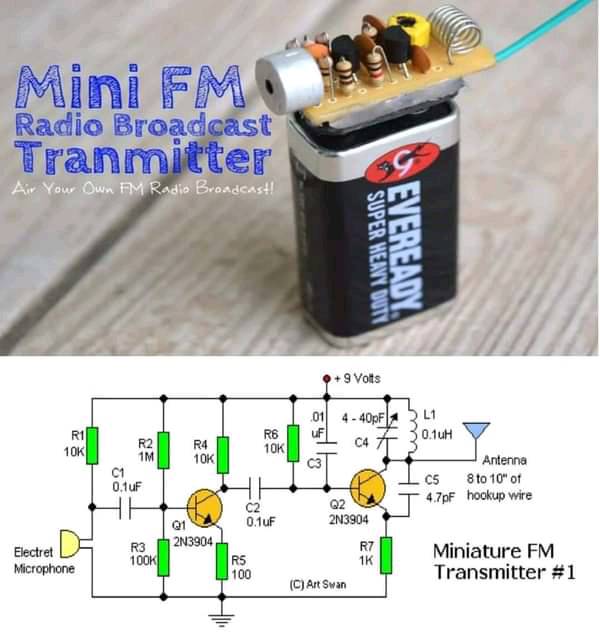 Mini FM
Radio Broadcast
Tranmitter
Air Your Own FM Radio Broadcast!
EVEREADY
SUPER HEAVY DUTY
+ 9 Volts
R1
10K
R2
1M
R4
10K
R6
10K
.01
uF
C3
4 - 40pF
C4
L1
0.1uH
Antenna
8 to 10" of
hookup wire
C1
0.1uF
C2
0.1uF
C5
4.7pF
Q1
2N3904
Q2
2N3904
Electret
Microphone
R3
100K
R5
100
R7
1K
(C) Art Swan
Miniature FM
Transmitter #1